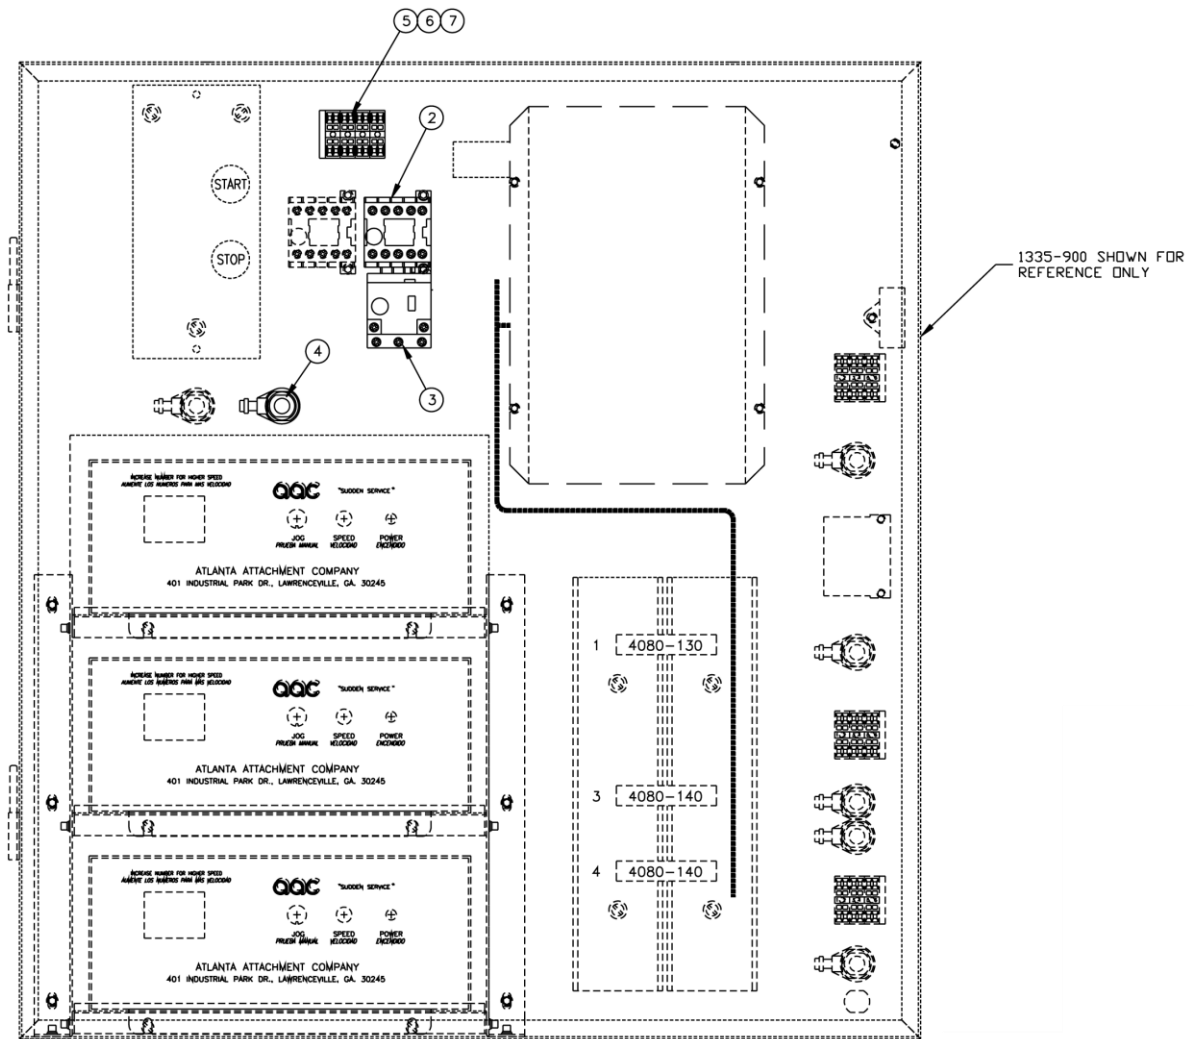 5 6 7
2
START
STOP
1335-900 SHOWN FOR
REFERENCE ONLY
4
3
INCREASE NUMBER FOR HIGHER SPEED
AUMENTE LOS NUMEROS PARA MAS VELOCIDAD
AAC "SUDDEN SERVICE"
JOG SPEED POWER
PRUEBA MANUAL VELOCIDAD ENCENDIDO
ATLANTA ATTACHMENT COMPANY
401 INDUSTRIAL PARK DR., LAWRENCEVILLE, GA. 30245
1 4080-130
INCREASE NUMBER FOR HIGHER SPEED
AUMENTE LOS NUMEROS PARA MAS VELOCIDAD
AAC "SUDDEN SERVICE"
JOG SPEED POWER
PRUEBA MANUAL VELOCIDAD ENCENDIDO
ATLANTA ATTACHMENT COMPANY
401 INDUSTRIAL PARK DR., LAWRENCEVILLE, GA. 30245
3 4080-140
4 4080-140
INCREASE NUMBER FOR HIGHER SPEED
AUMENTE LOS NUMEROS PARA MAS VELOCIDAD
AAC "SUDDEN SERVICE"
JOG SPEED POWER
PRUEBA MANUAL VELOCIDAD ENCENDIDO
ATLANTA ATTACHMENT COMPANY
401 INDUSTRIAL PARK DR., LAWRENCEVILLE, GA. 30245